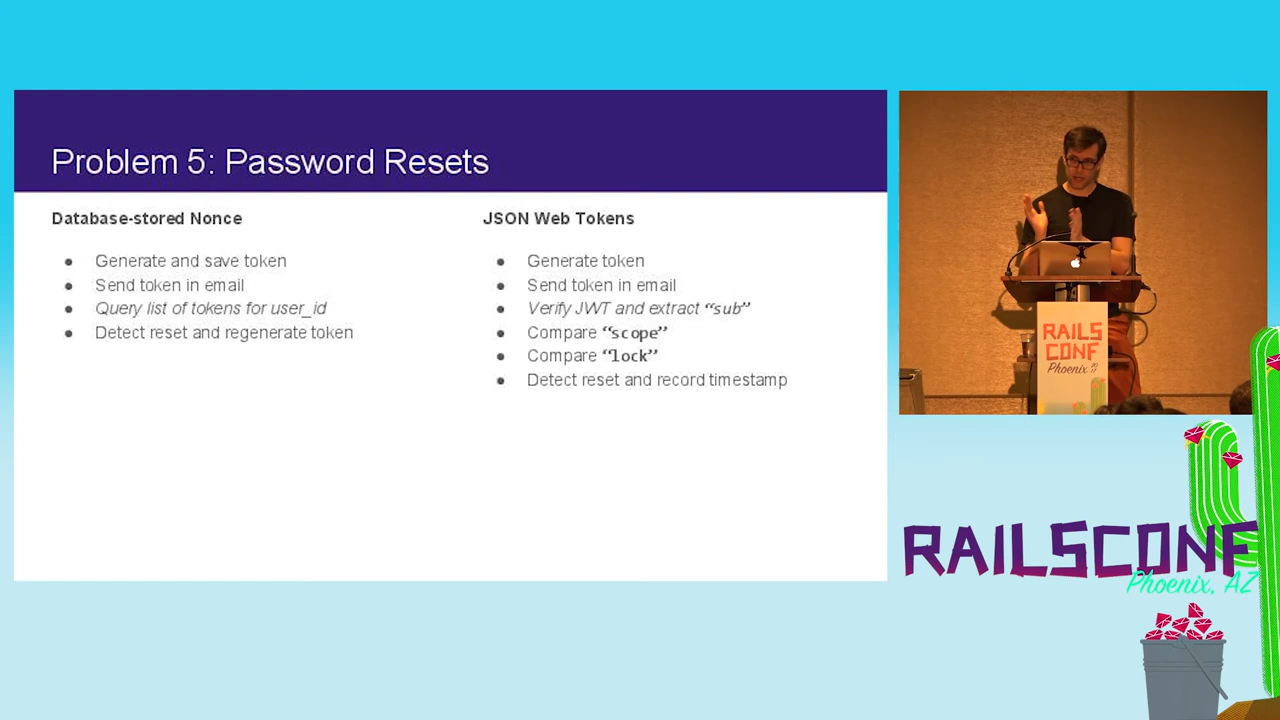 Problem 5: Password Resets
Database-stored Nonce
● Generate and save token
● Send token in email
● Query list of tokens for user_id
● Detect reset and regenerate token
JSON Web Tokens
● Generate token
● Send token in email
● Verify JWT and extract “sub”
● Compare “scope”
● Compare “lock”
● Detect reset and record timestamp
RAILS
CONF
Phoenix 20
17
RAILSCONF
Phoenix, AZ